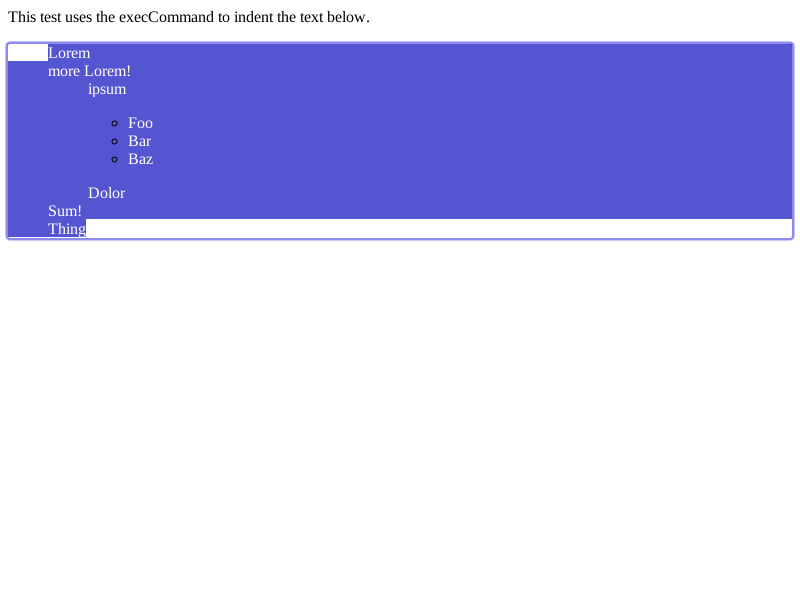 This test uses the execCommand to indent the text below.
Lorem
more Lorem!
ipsum
Foo
Bar
Baz
Dolor
Sum!
Thing